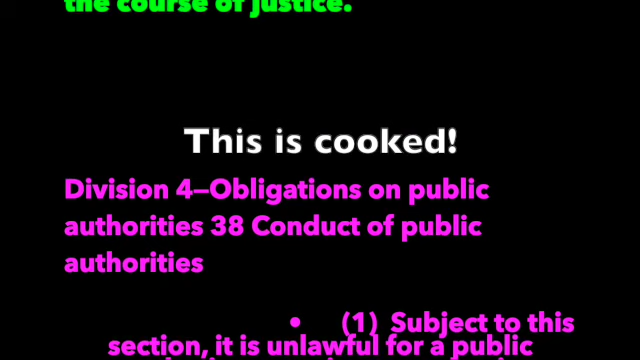 the course of justice.
This is cooked!
Division 4—Obligations on public
authorities 38 Conduct of public
authorities
• (1) Subject to this
section, it is unlawful for a public